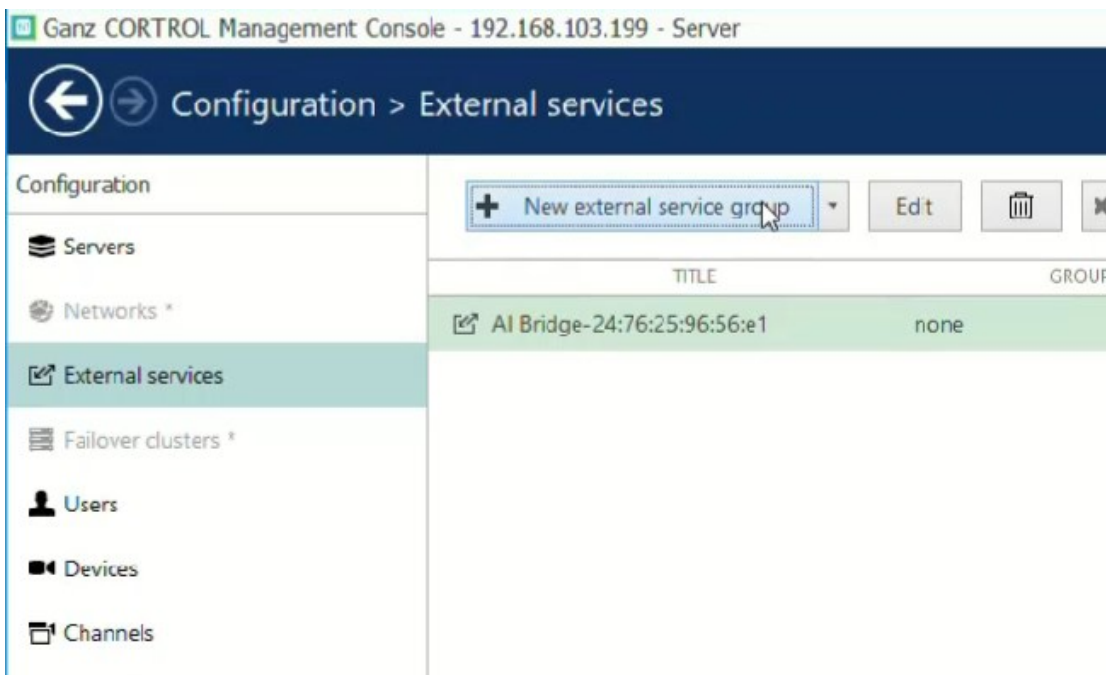 Ganz CORTROL Management Console - 192.168.103.199 - Server
Configuration > External services
Configuration
Servers
Networks *
External services
Failover clusters *
Users
Devices
Channels
New external service group
Edit
TITLE
GROUP
AI Bridge-24:76:25:96:56:e1
none